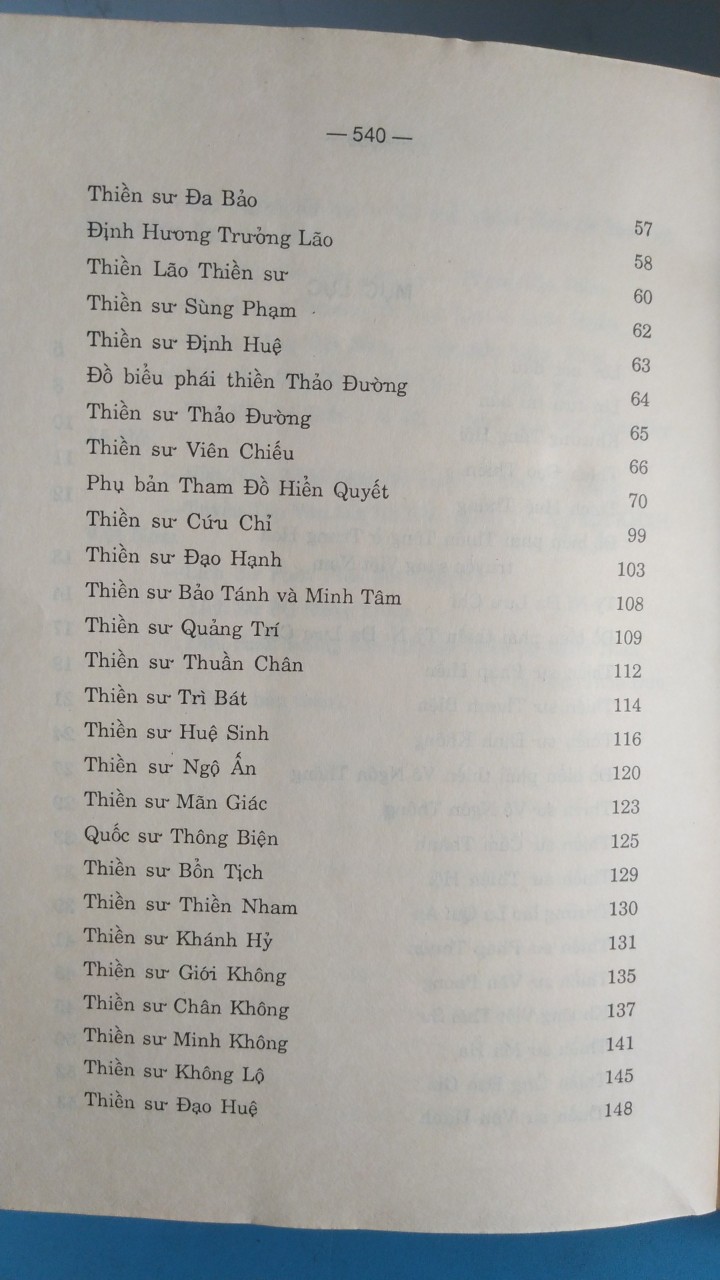 — 540 —
Thiền sư Đa Bảo 57
Định Hương Trưởng Lão 58
Thiền Lão Thiền sư 60
Thiền sư Sùng Phạm 62
Thiền sư Định Huệ 63
Đồ biểu phái thiền Thảo Đường 64
Thiền sư Thảo Đường 65
Thiền sư Viên Chiếu 66
Phụ bản Tham Đồ Hiển Quyết 70
Thiền sư Cứu Chỉ 99
Thiền sư Đạo Hạnh 103
Thiền sư Bảo Tánh và Minh Tâm 108
Thiền sư Quảng Trí 109
Thiền sư Thuần Chân 112
Thiền sư Trì Bát 114
Thiền sư Huệ Sinh 116
Thiền sư Ngộ Ấn 120
Thiền sư Mãn Giác 123
Quốc sư Thông Biện 125
Thiền sư Bổn Tịch 129
Thiền sư Thiền Nham 130
Thiền sư Khánh Hỷ 131
Thiền sư Giới Không 135
Thiền sư Chân Không 137
Thiền sư Minh Không 141
Thiền sư Không Lộ 145
Thiền sư Đạo Huệ 148